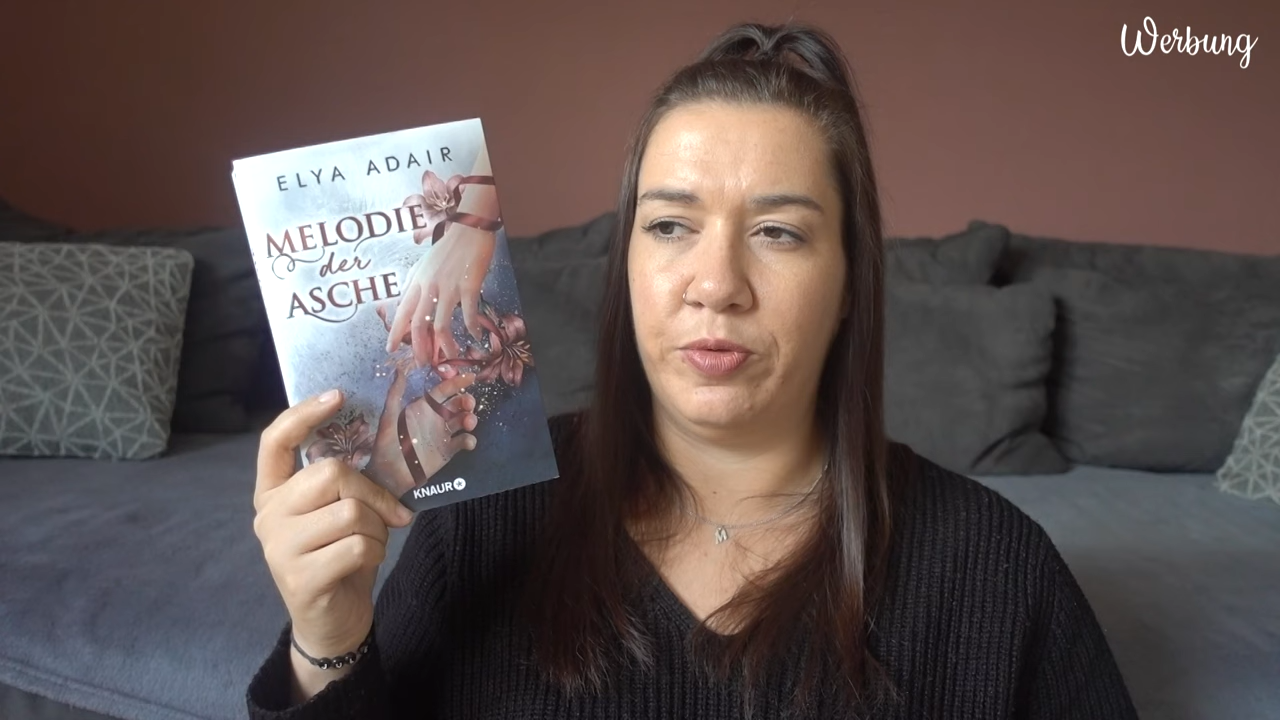 Werbung
ELYA ADAIR
MELODIE
der
ASCHE
KNAUR
M